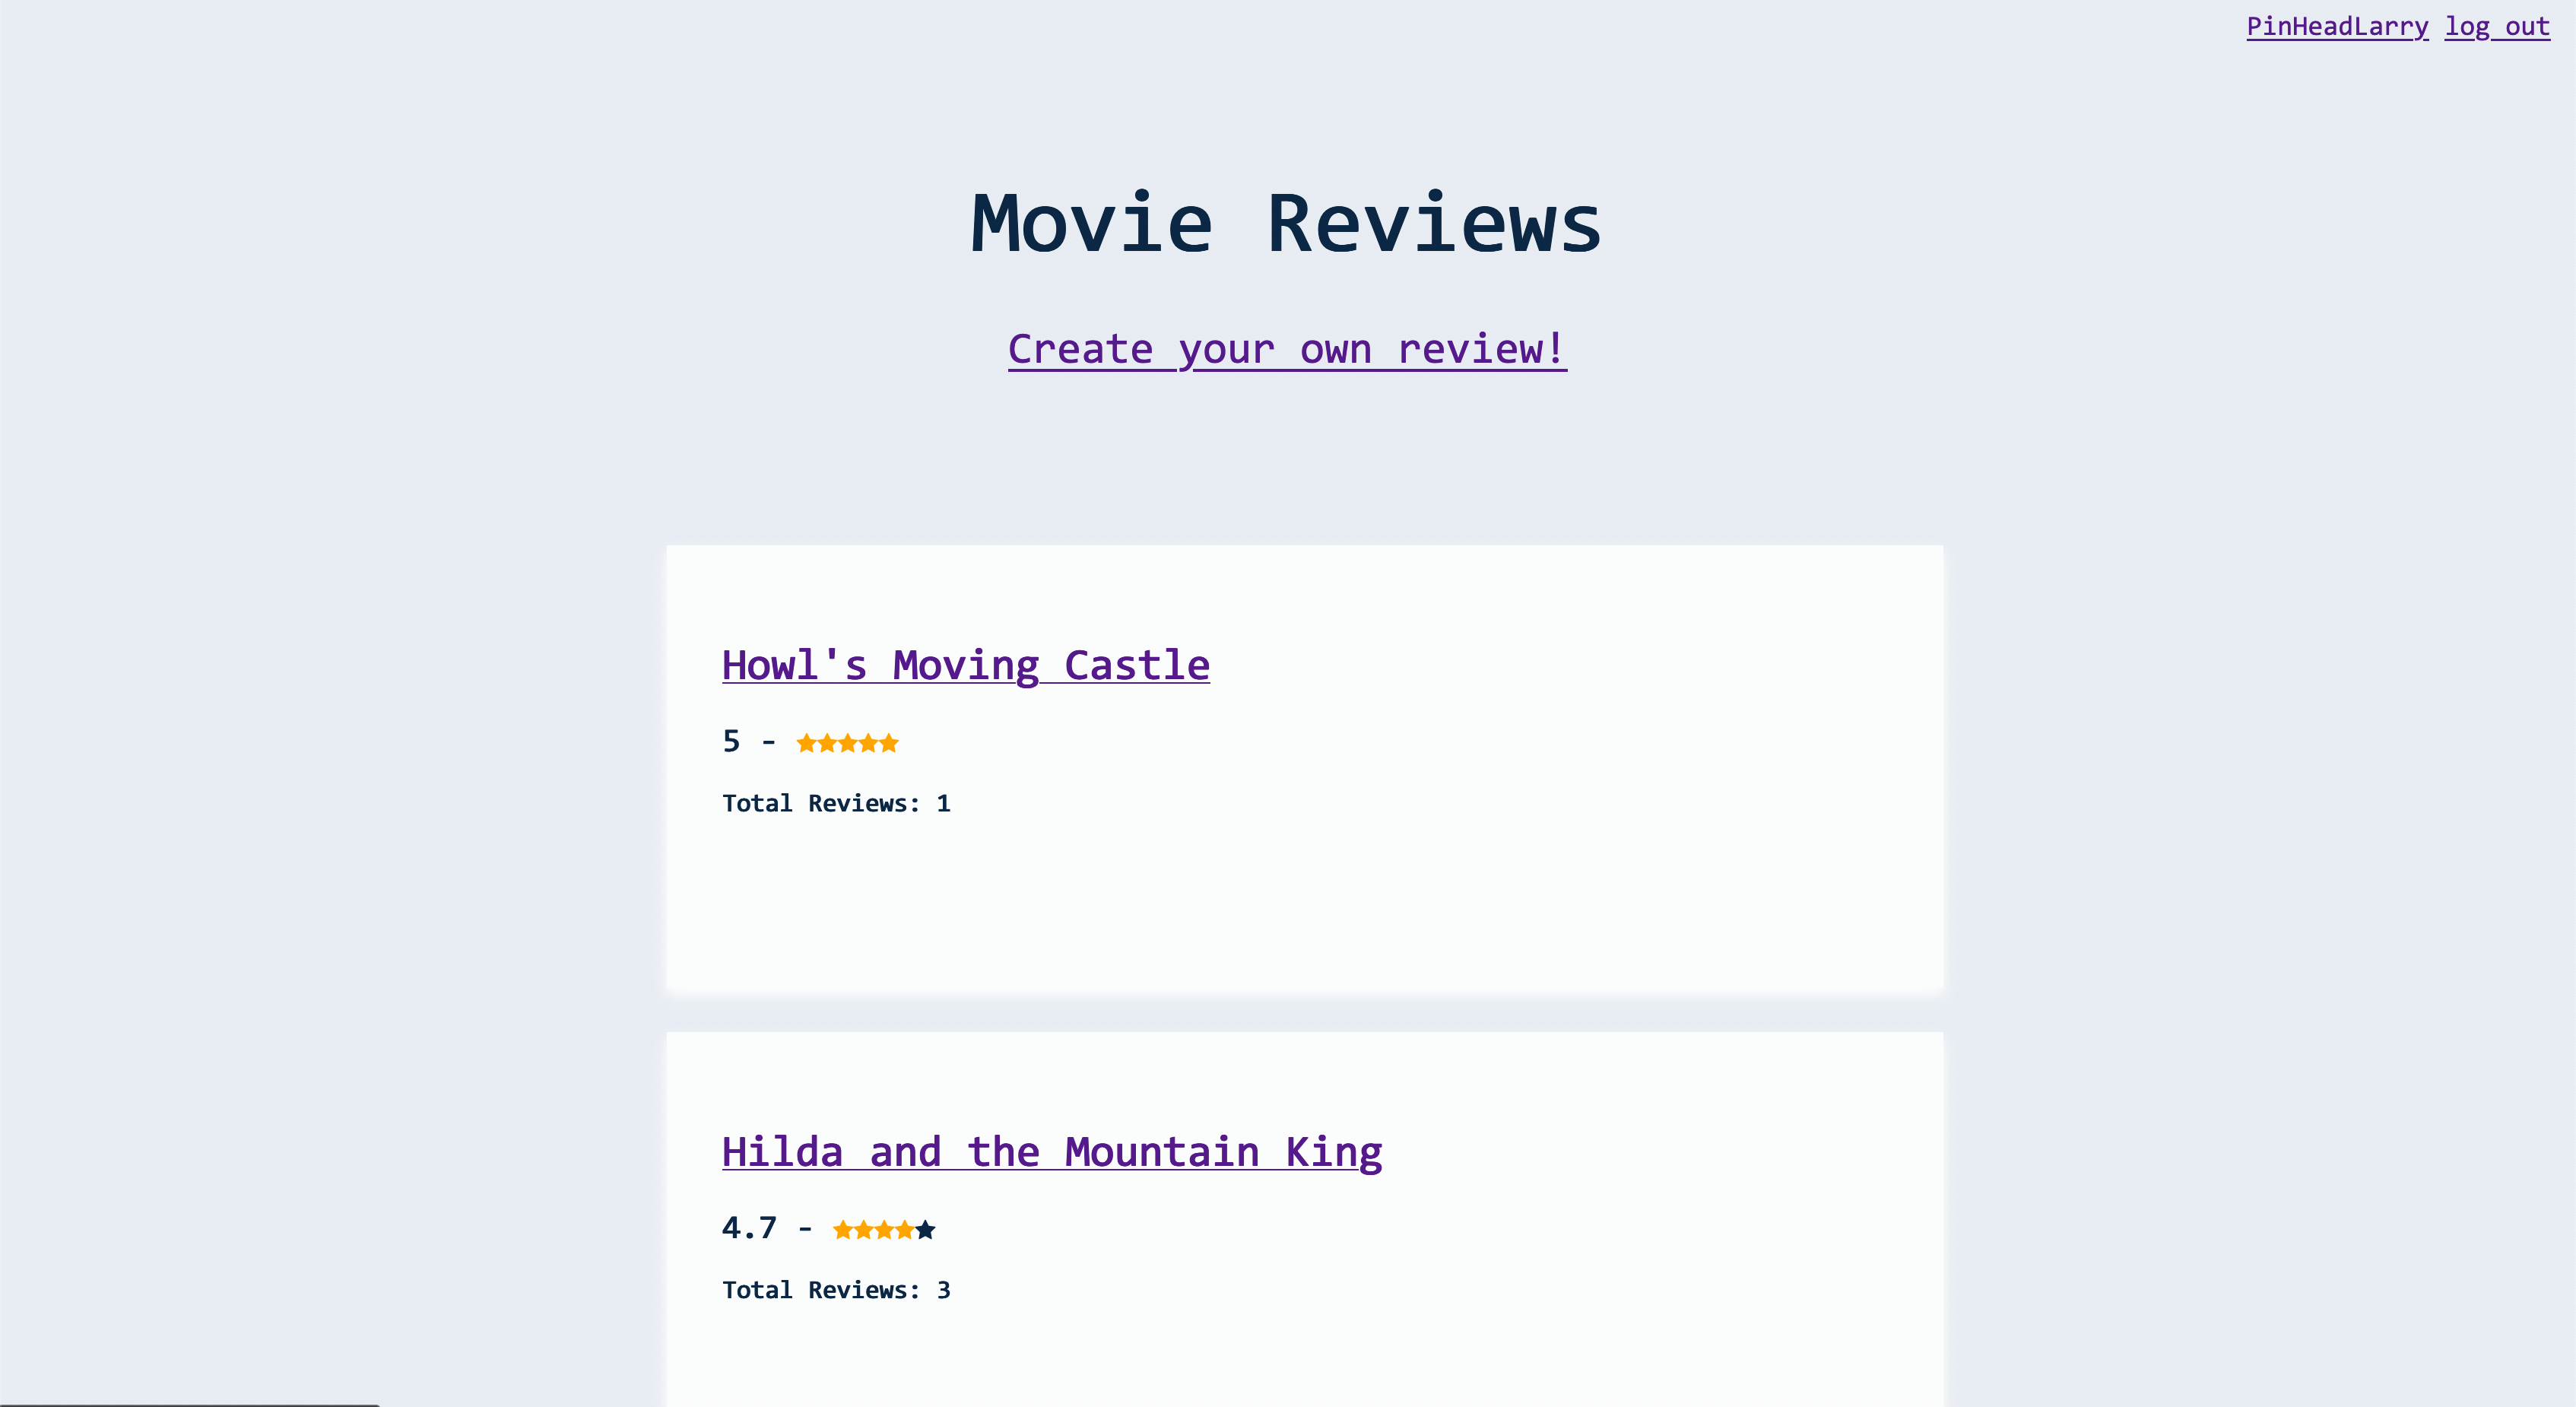 PinHeadLarry log out
Movie Reviews
Create your own review!
Howl's Moving Castle
5 -
Total Reviews: 1
Hilda and the Mountain King
4.7 -
Total Reviews: 3